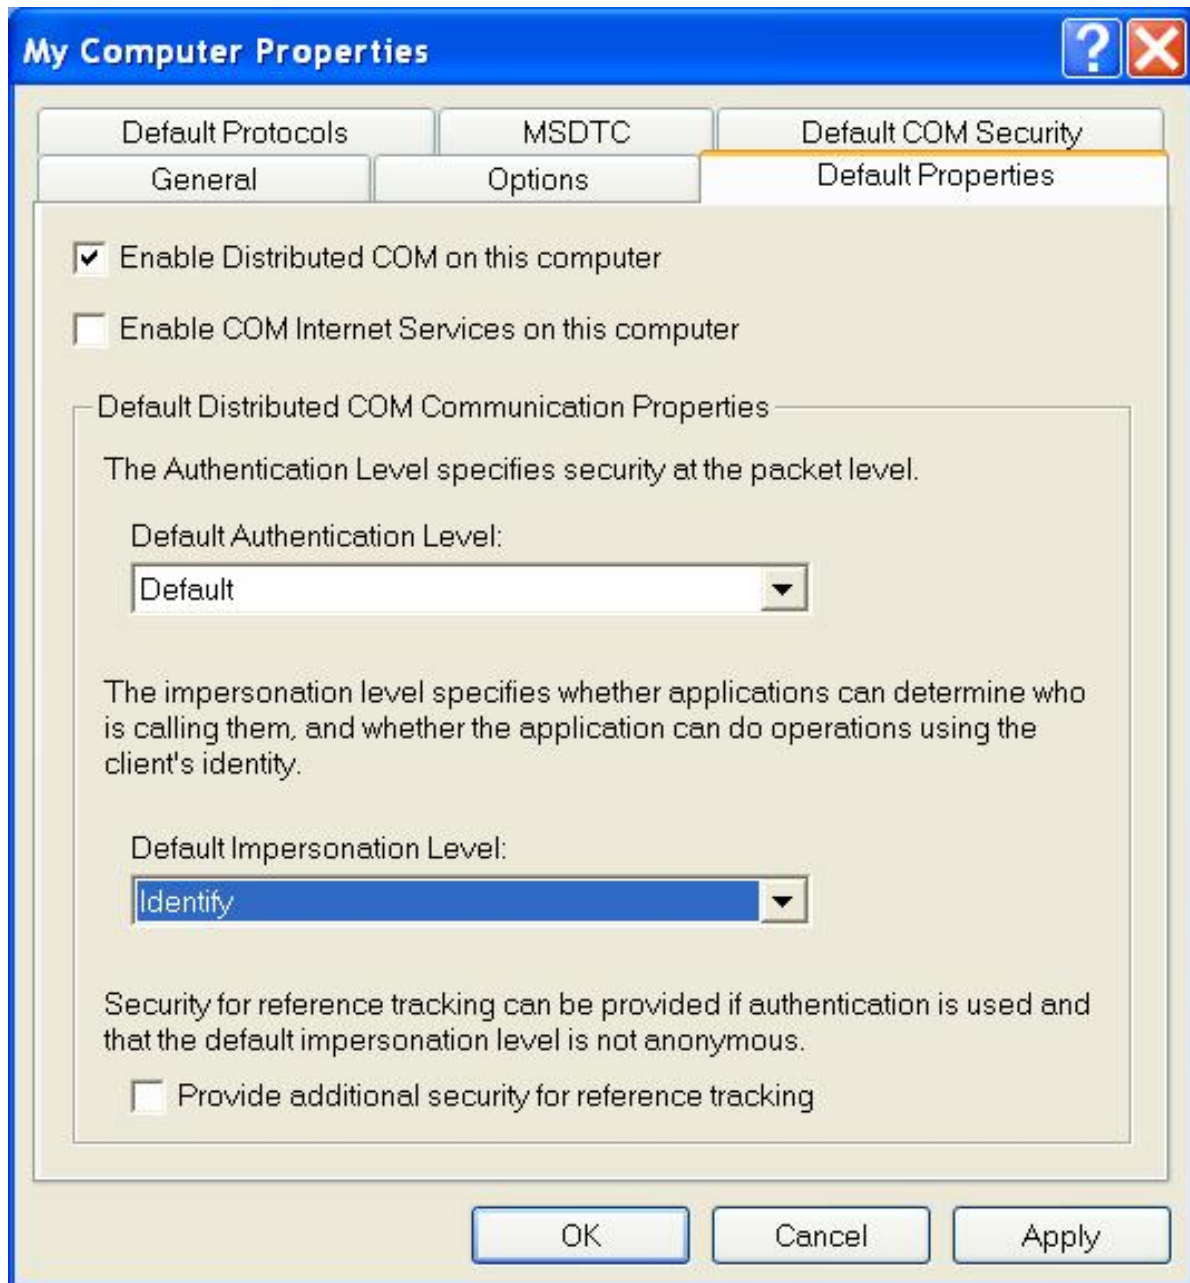 My Computer Properties
?
Default Protocols
MSDTC
Default COM Security
General
Options
Default Properties
Enable Distributed COM on this computer
Enable COM Internet Services on this computer
Default Distributed COM Communication Properties
The Authentication Level specifies security at the packet level.
Default Authentication Level:
Default
The impersonation level specifies whether applications can determine who
is calling them, and whether the application can do operations using the
client's identity.
Default Impersonation Level:
Identify
Security for reference tracking can be provided if authentication is used and
that the default impersonation level is not anonymous.
Provide additional security for reference tracking
OK
Cancel
Apply